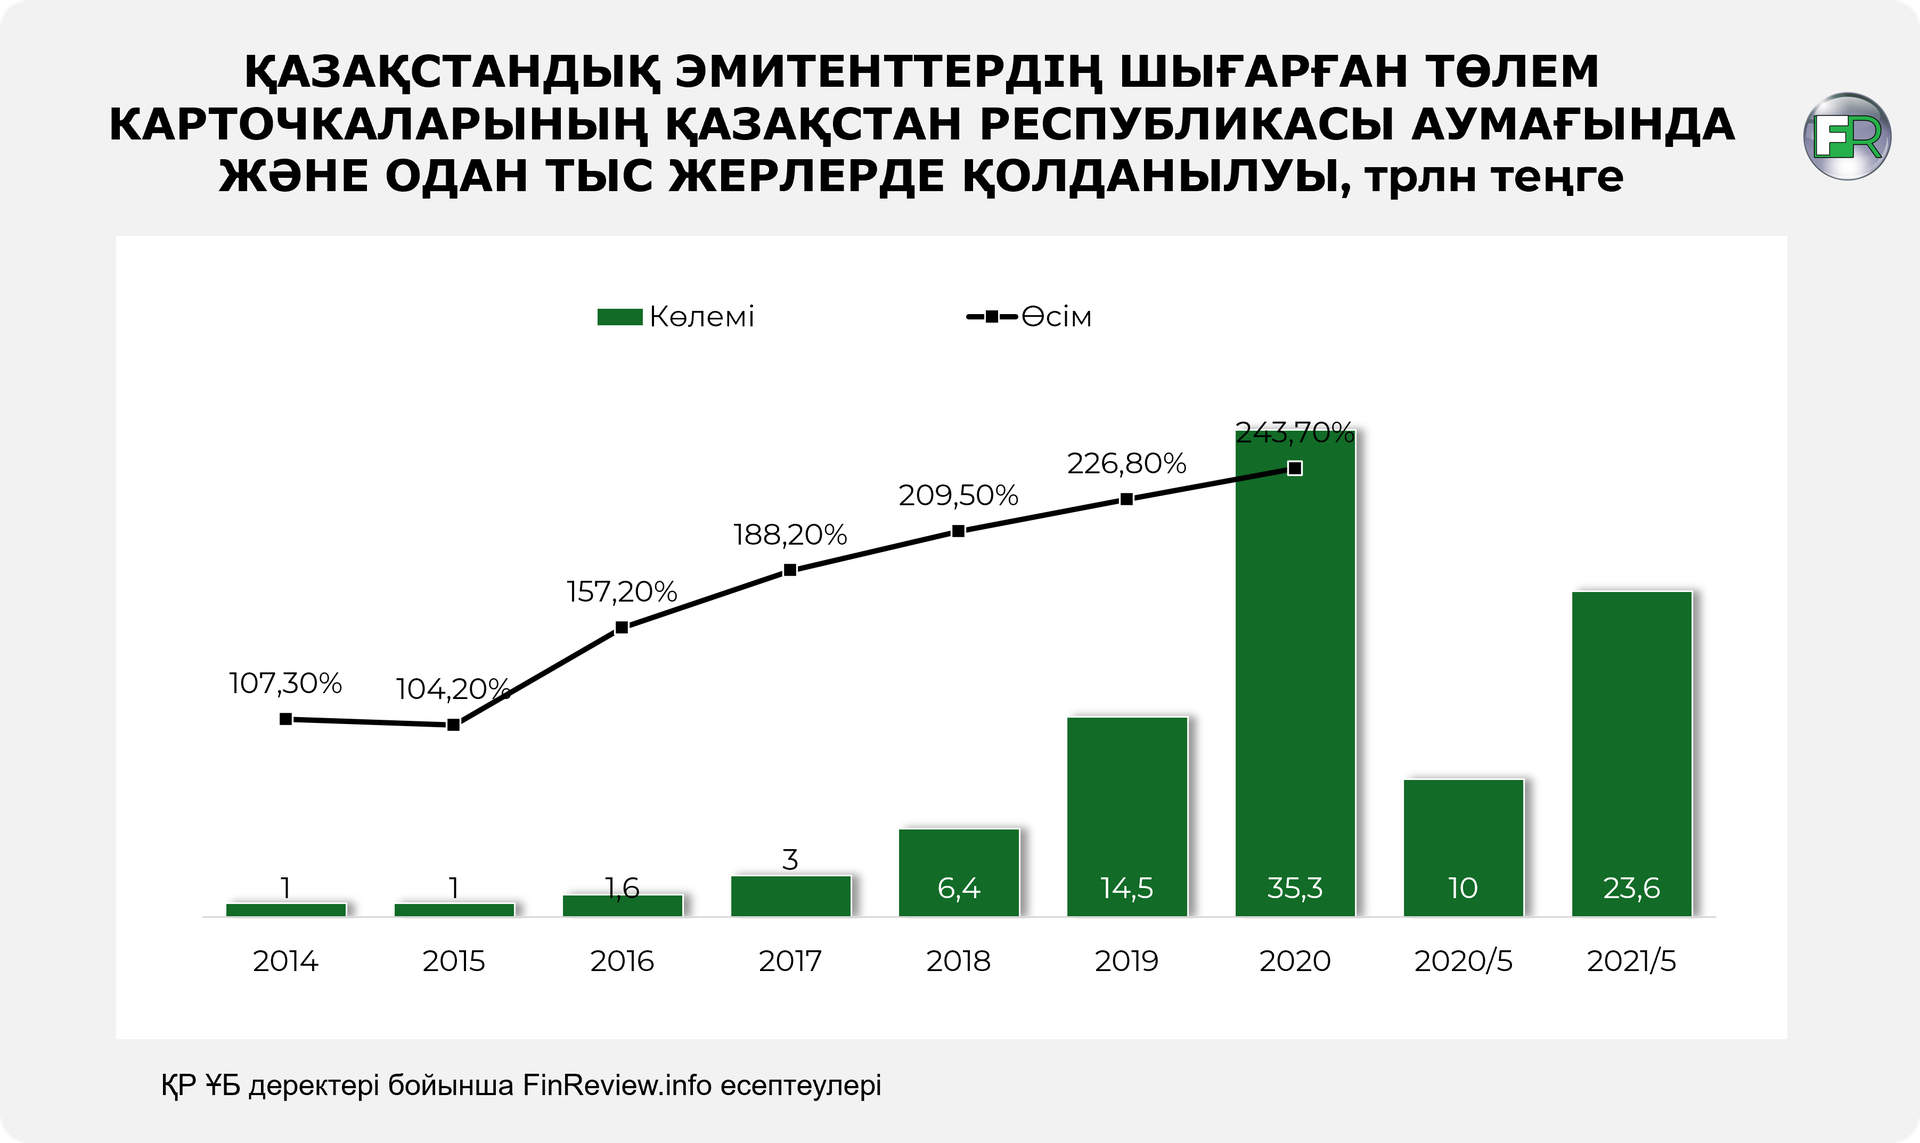 ҚАЗАҚСТАНДЫҚ ЭМИТЕНТТЕРДІҢ ШЫҒАРҒАН ТӨЛЕМ
КАРТОЧКАЛАРЫНЫҢ ҚАЗАҚСТАН РЕСПУБЛИКАСЫ АУМАҒЫНДА
ЖӘНЕ ОДАН ТЫС ЖЕРЛЕРДЕ ҚОЛДАНЫЛУЫ, трлн теңге
FR
Көлемі Өсім
243,70%
226,80%
209,50%
188,20%
157,20%
107,30% 104,20%
3
1 1 1,6 6,4 14,5 35,3 10 23,6
2014 2015 2016 2017 2018 2019 2020 2020/5 2021/5
ҚР ҰБ деректері бойынша FinReview.info есептеулері